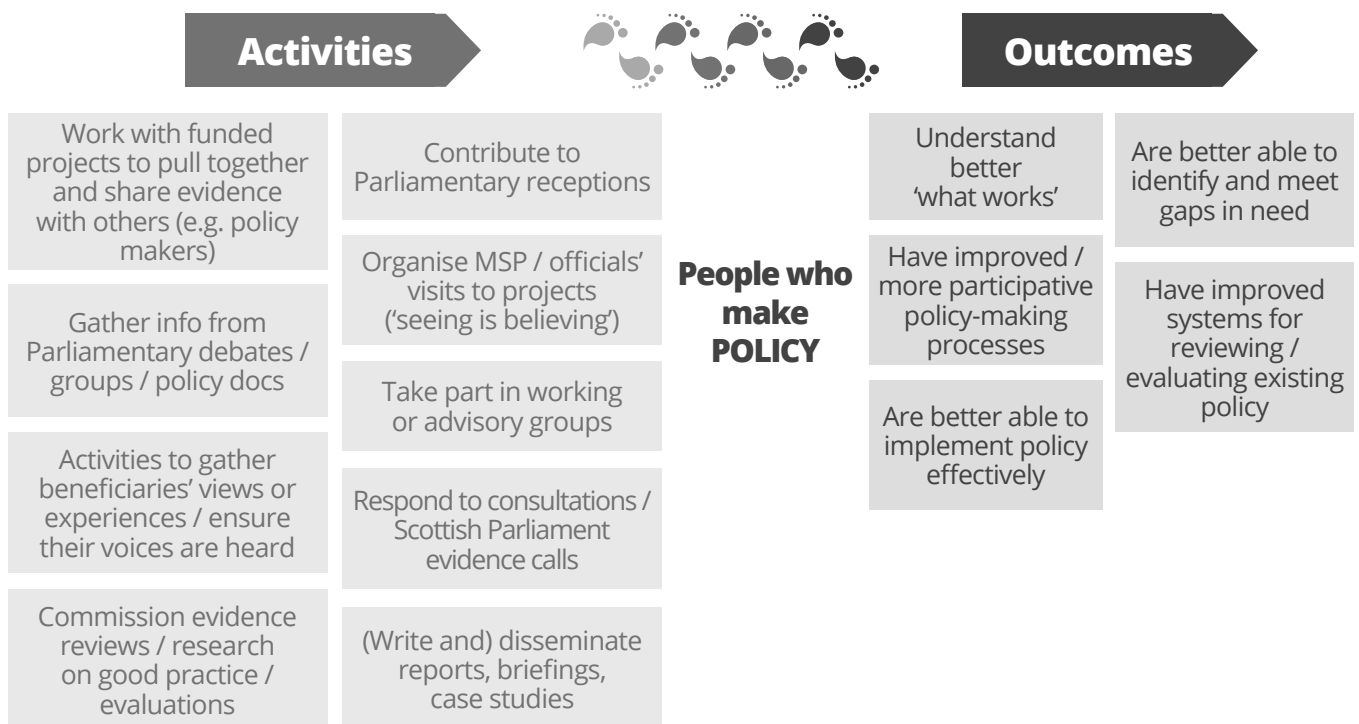 Activities
Outcomes
Work with funded
projects to pull together
and share evidence
with others (e.g. policy
makers)
Gather info from
Parliamentary debates /
groups / policy docs
Activities to gather
beneficiaries’ views or
experiences / ensure
their voices are heard
Commission evidence
reviews / research
on good practice /
evaluations
Contribute to
Parliamentary receptions
Organise MSP / officials’
visits to projects
(‘seeing is believing’)
Take part in working
or advisory groups
Respond to consultations /
Scottish Parliament
evidence calls
(Write and) disseminate
reports, briefings,
case studies
People who
make
POLICY
Understand
better
‘what works’
Have improved /
more participative
policy-making
processes
Are better able to
implement policy
effectively
Are better able to
identify and meet
gaps in need
Have improved
systems for
reviewing /
evaluating existing
policy